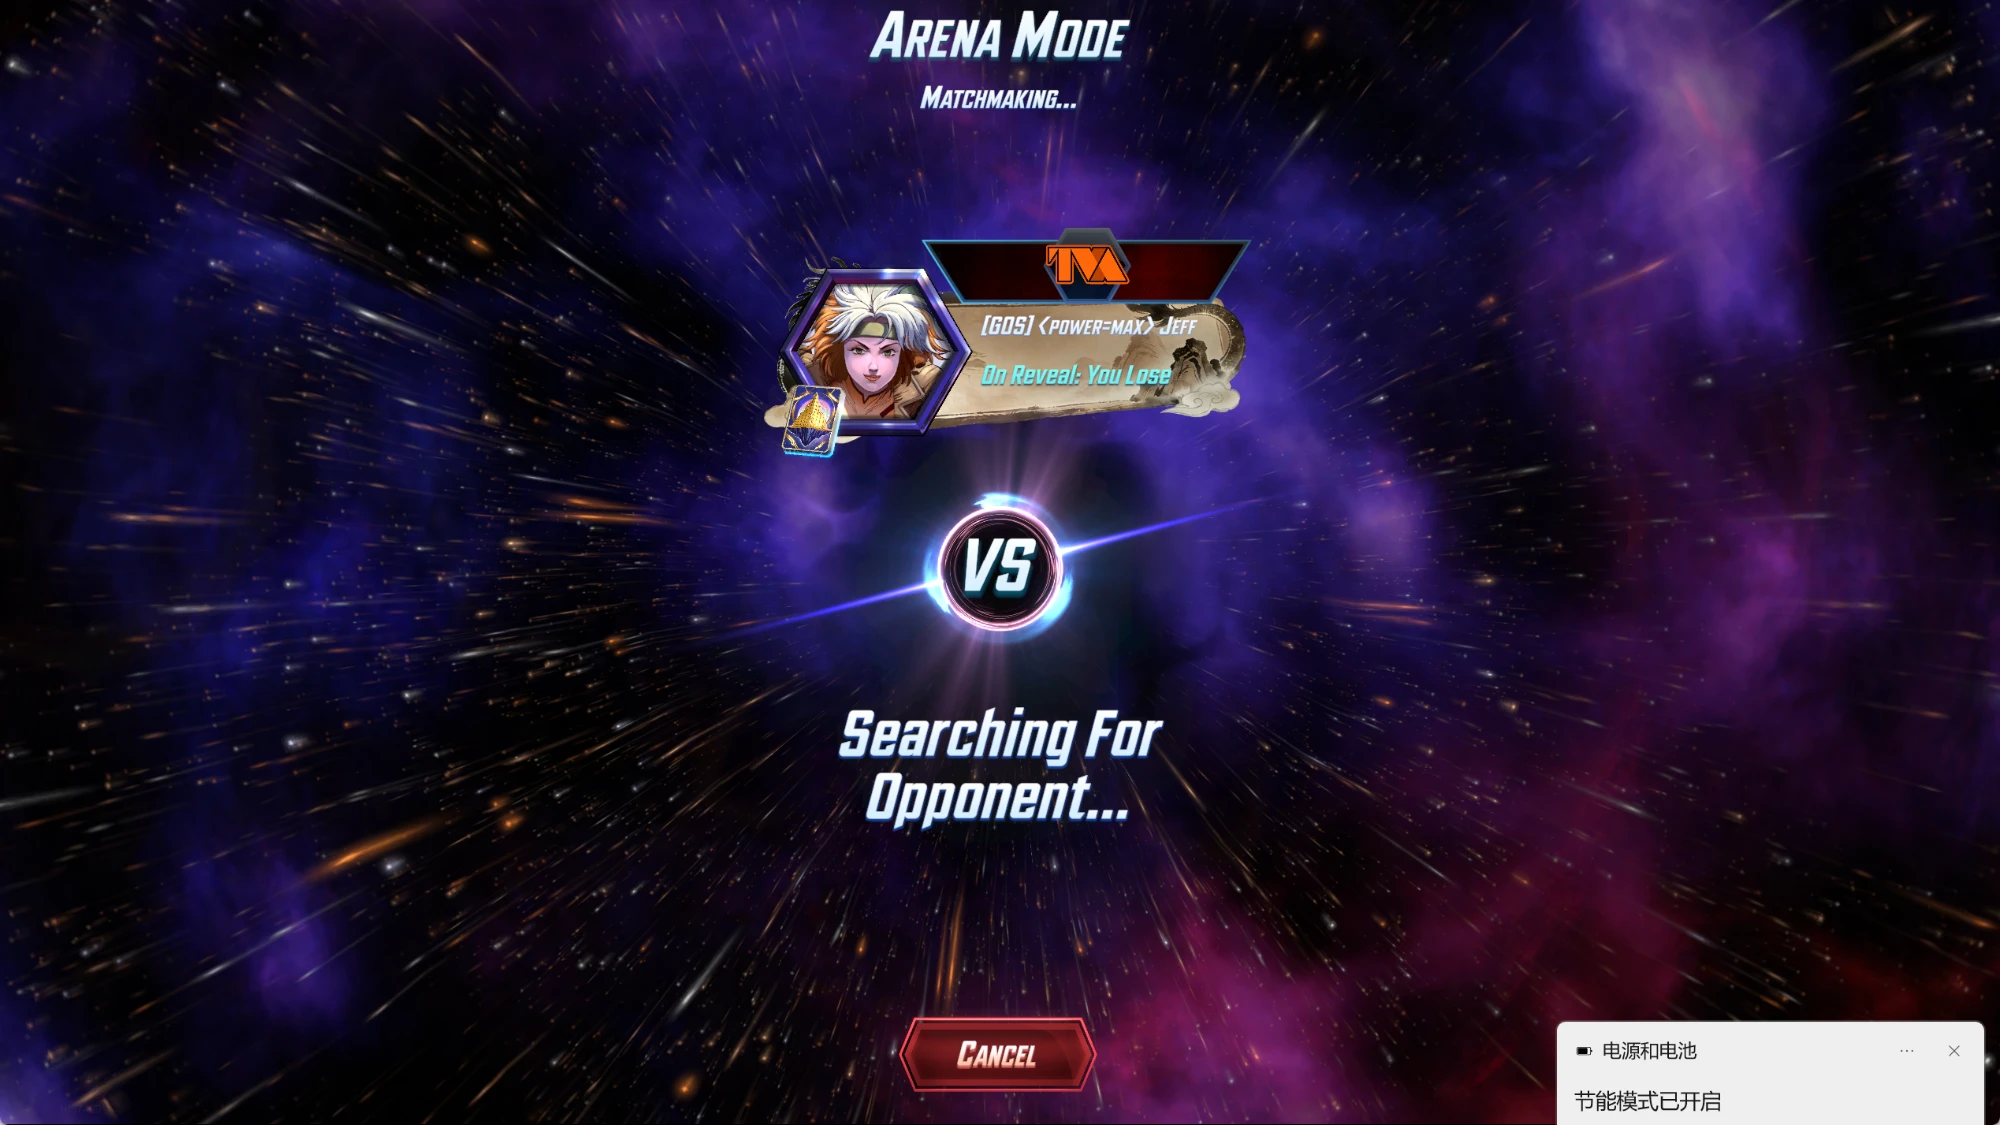 ARENA MODE
MATCHMAKING...
TVA
[GOS] <POWER=MAX> JEFF
On Reveal: You Lose
VS
Searching For
Opponent...
CANCEL
电源和电池
节能模式已开启